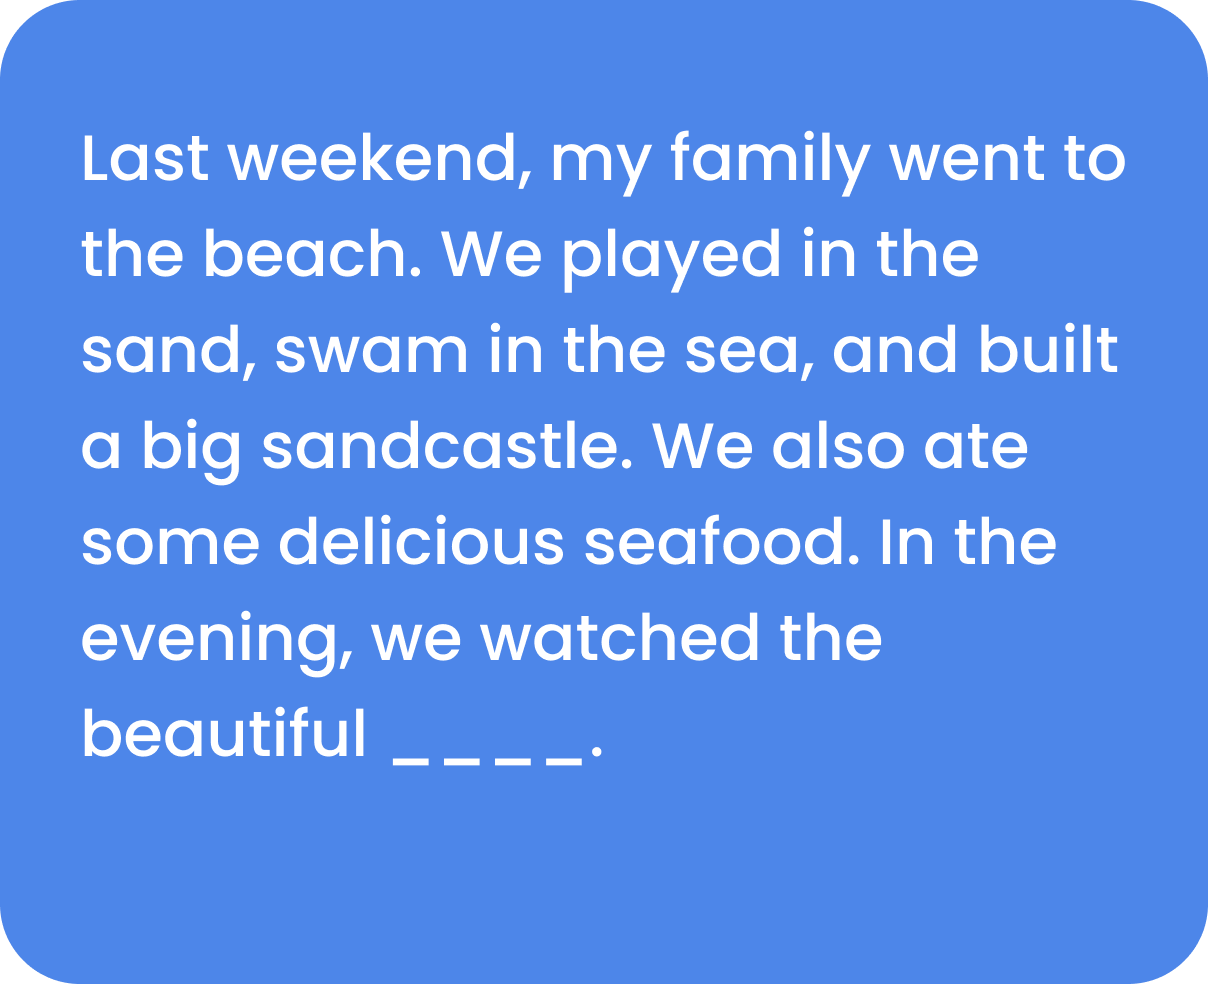 Last weekend, my family went to
the beach. We played in the
sand, swam in the sea, and built
a big sandcastle. We also ate
some delicious seafood. In the
evening, we watched the
beautiful _ _ _ _.